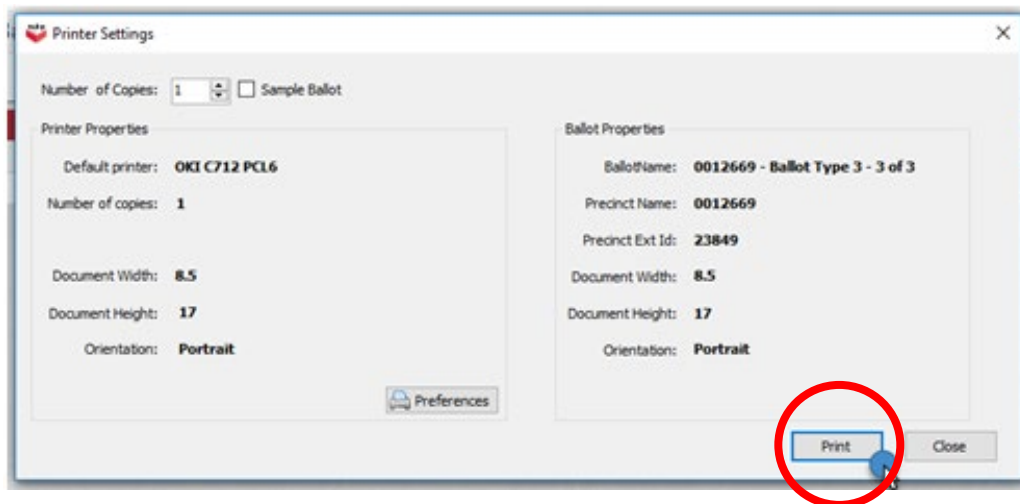 Printer Settings
Number of Copies: 1 Sample Ballot
Printer Properties
Default printer: OKI C712 PCL6
Number of copies: 1
Document Width: 8.5
Document Height: 17
Orientation: Portrait
Preferences
Ballot Properties
BallotName: 0012669 - Ballot Type 3 - 3 of 3
Precinct Name: 0012669
Precinct Ext Id: 23849
Document Width: 8.5
Document Height: 17
Orientation: Portrait
Print Close